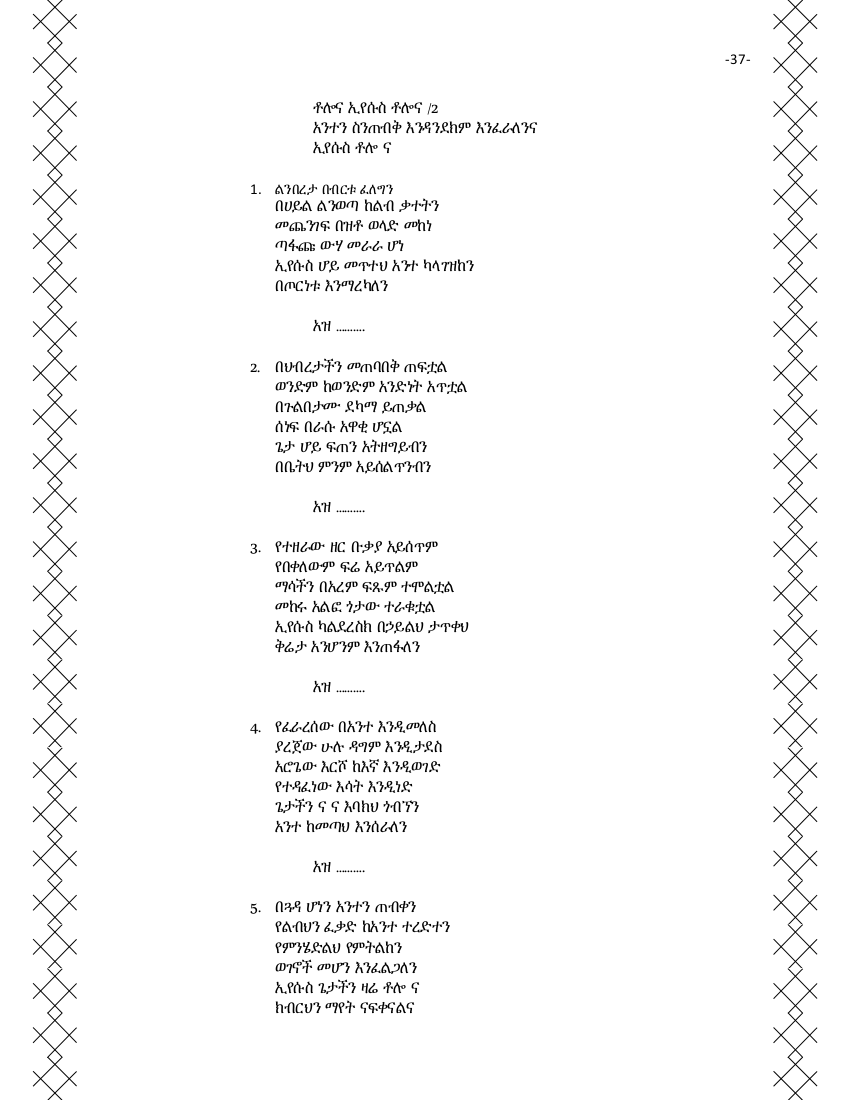 -37-
ቶሎና ኢየሱስ ቶሎና /2
አንተን ስንጠብቅ እንዳንደክም እንፈራለንና
ኢየሱስ ቶሎ ና
1. ልንበረታ በብርቱ ፈለግን
በሀይል ልንወጣ ከልብ ቃተትን
መጨንገፍ በዝቶ ወላድ መከነ
ጣፋጩ ውሃ መራራ ሆነ
ኢየሱስ ሆይ መጥተህ አንተ ካላገዝከን
በጦርነቱ እንማረካለን
አዝ ..........
2. በህብረታችን መጠባበቅ ጠፍቷል
ወንድም ከወንድም አንድነት አጥቷል
በጉልበታሙ ደካማ ይጠቃል
ሰነፍ በራሱ አዋቂ ሆኗል
ጌታ ሆይ ፍጠን አትዘግይብን
በቤትህ ምንም አይሰልጥንብን
አዝ ..........
3. የተዘራው ዘር ቡቃያ አይሰጥም
የበቀለውም ፍሬ አይጥልም
ማሳችን በአረም ፍጹም ተሞልቷል
መከሩ አልፎ ጎታው ተራቁቷል
ኢየሱስ ካልደረስክ በኃይልህ ታጥቀህ
ቅሬታ አንሆንም እንጠፋለን
አዝ ..........
4. የፈራረሰው በአንተ እንዲመለስ
ያረጀው ሁሉ ዳግም እንዲታደስ
አሮጌው እርሾ ከእኛ እንዲወገድ
የተዳፈነው እሳት እንዲነድ
ጌታችን ና ና እባክህ ጎብኘን
አንተ ከመጣህ እንሰራለን
አዝ ..........
5. በጓዳ ሆነን አንተን ጠብቀን
የልብህን ፈቃድ ከአንተ ተረድተን
የምንሄድልህ የምትልከን
ወገኖች መሆን እንፈልጋለን
ኢየሱስ ጌታችን ዛሬ ቶሎ ና
ክብርህን ማየት ናፍቀናልና